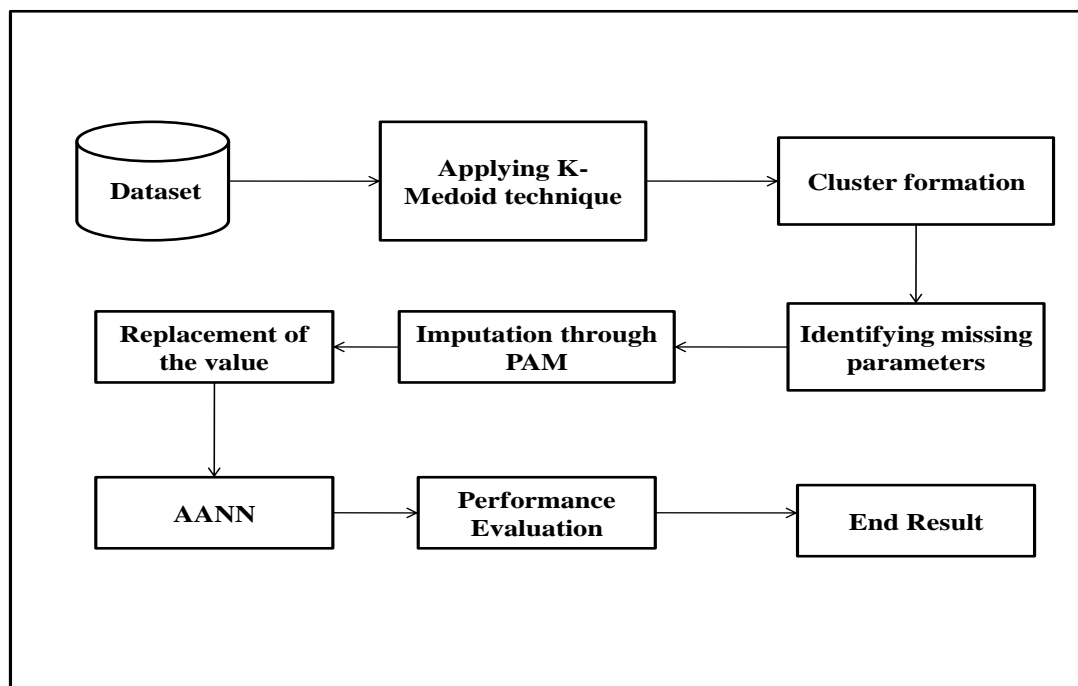 Dataset
Applying K-
Medoid technique
Cluster formation
Replacement of
the value
Imputation through
PAM
Identifying missing
parameters
AANN
Performance
Evaluation
End Result